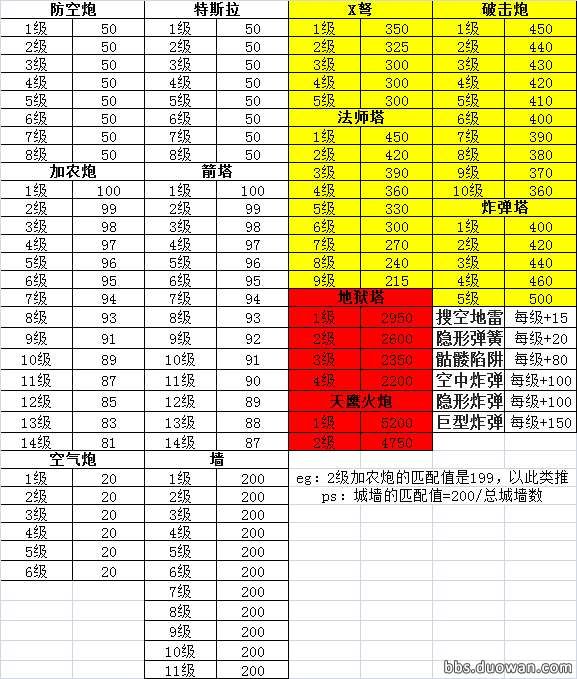 防空炮 特斯拉 X弩 破击炮
1级 50 1级 50 1级 350 1级 450
2级 50 2级 50 2级 325 2级 440
3级 50 3级 50 3级 300 3级 430
4级 50 4级 50 4级 300 4级 420
5级 50 5级 50 5级 300 5级 410
6级 50 6级 50 法师塔 6级 400
7级 50 7级 50 1级 450 7级 390
8级 50 8级 50 2级 420 8级 380
加农炮 箭塔 3级 390 9级 370
1级 100 1级 100 4级 360 10级 360
2级 99 2级 99 5级 330 炸弹塔
3级 98 3级 98 6级 300 1级 400
4级 97 4级 97 7级 270 2级 420
5级 96 5级 96 8级 240 3级 440
6级 95 6级 95 9级 215 4级 460
7级 94 7级 94 地狱塔 5级 500
8级 93 8级 93 1级 2950 搜空地雷 每级+15
9级 91 9级 92 2级 2600 隐形弹簧 每级+20
10级 89 10级 91 3级 2350 骷髅陷阱 每级+80
11级 87 11级 90 4级 2200 空中炸弹 每级+100
12级 85 12级 89 天鹰火炮 隐形炸弹 每级+100
13级 83 13级 88 1级 5200 巨型炸弹 每级+150
14级 81 14级 87 2级 4750
空气炮 墙
1级 20 1级 200 eg：2级加农炮的匹配值是199，以此类推
2级 20 2级 200 ps：城墙的匹配值=200/总城墙数
3级 20 3级 200
4级 20 4级 200
5级 20 5级 200
6级 20 6级 200
7级 200
8级 200
9级 200
10级 200
11级 200
bbs.duowan.com